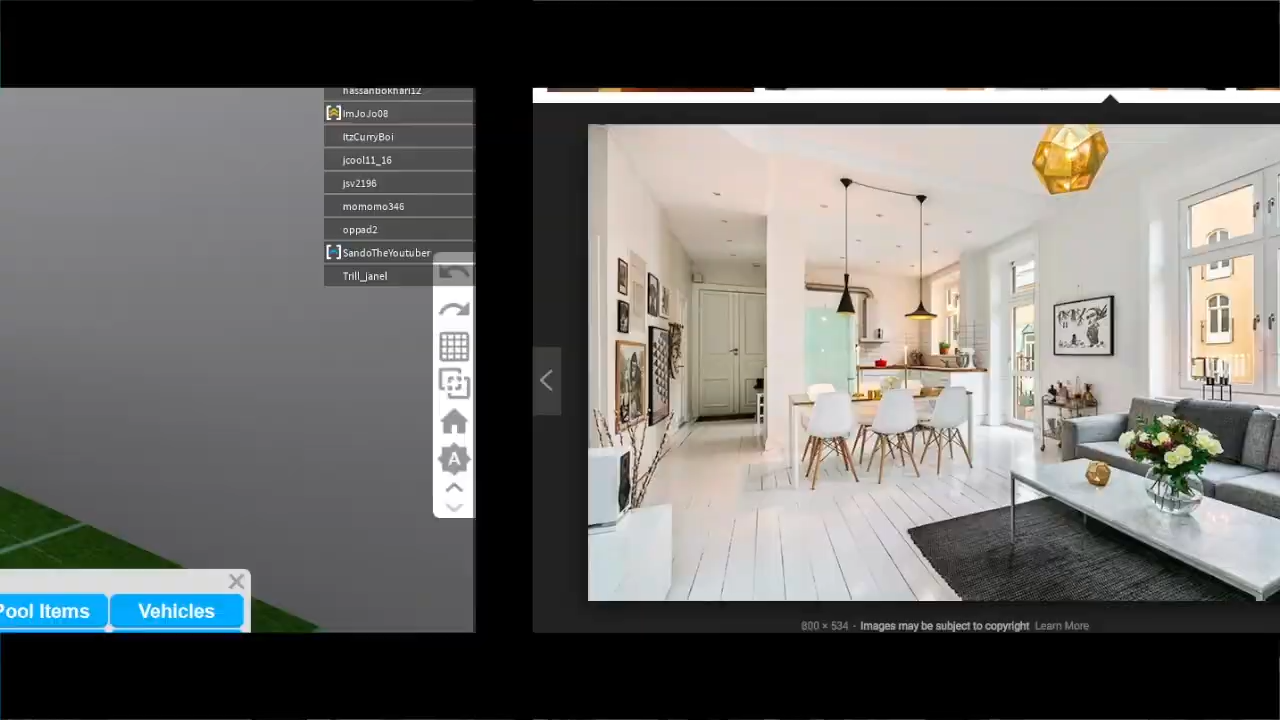 hassanbokhari12
ImJoJo08
ItzCurryBoi
jcool11_16
jsv2196
momomo346
oppad2
SandoTheYoutuber
Trill_janel
A
Pool Items
Vehicles
800 × 534 · Images may be subject to copyright Learn More